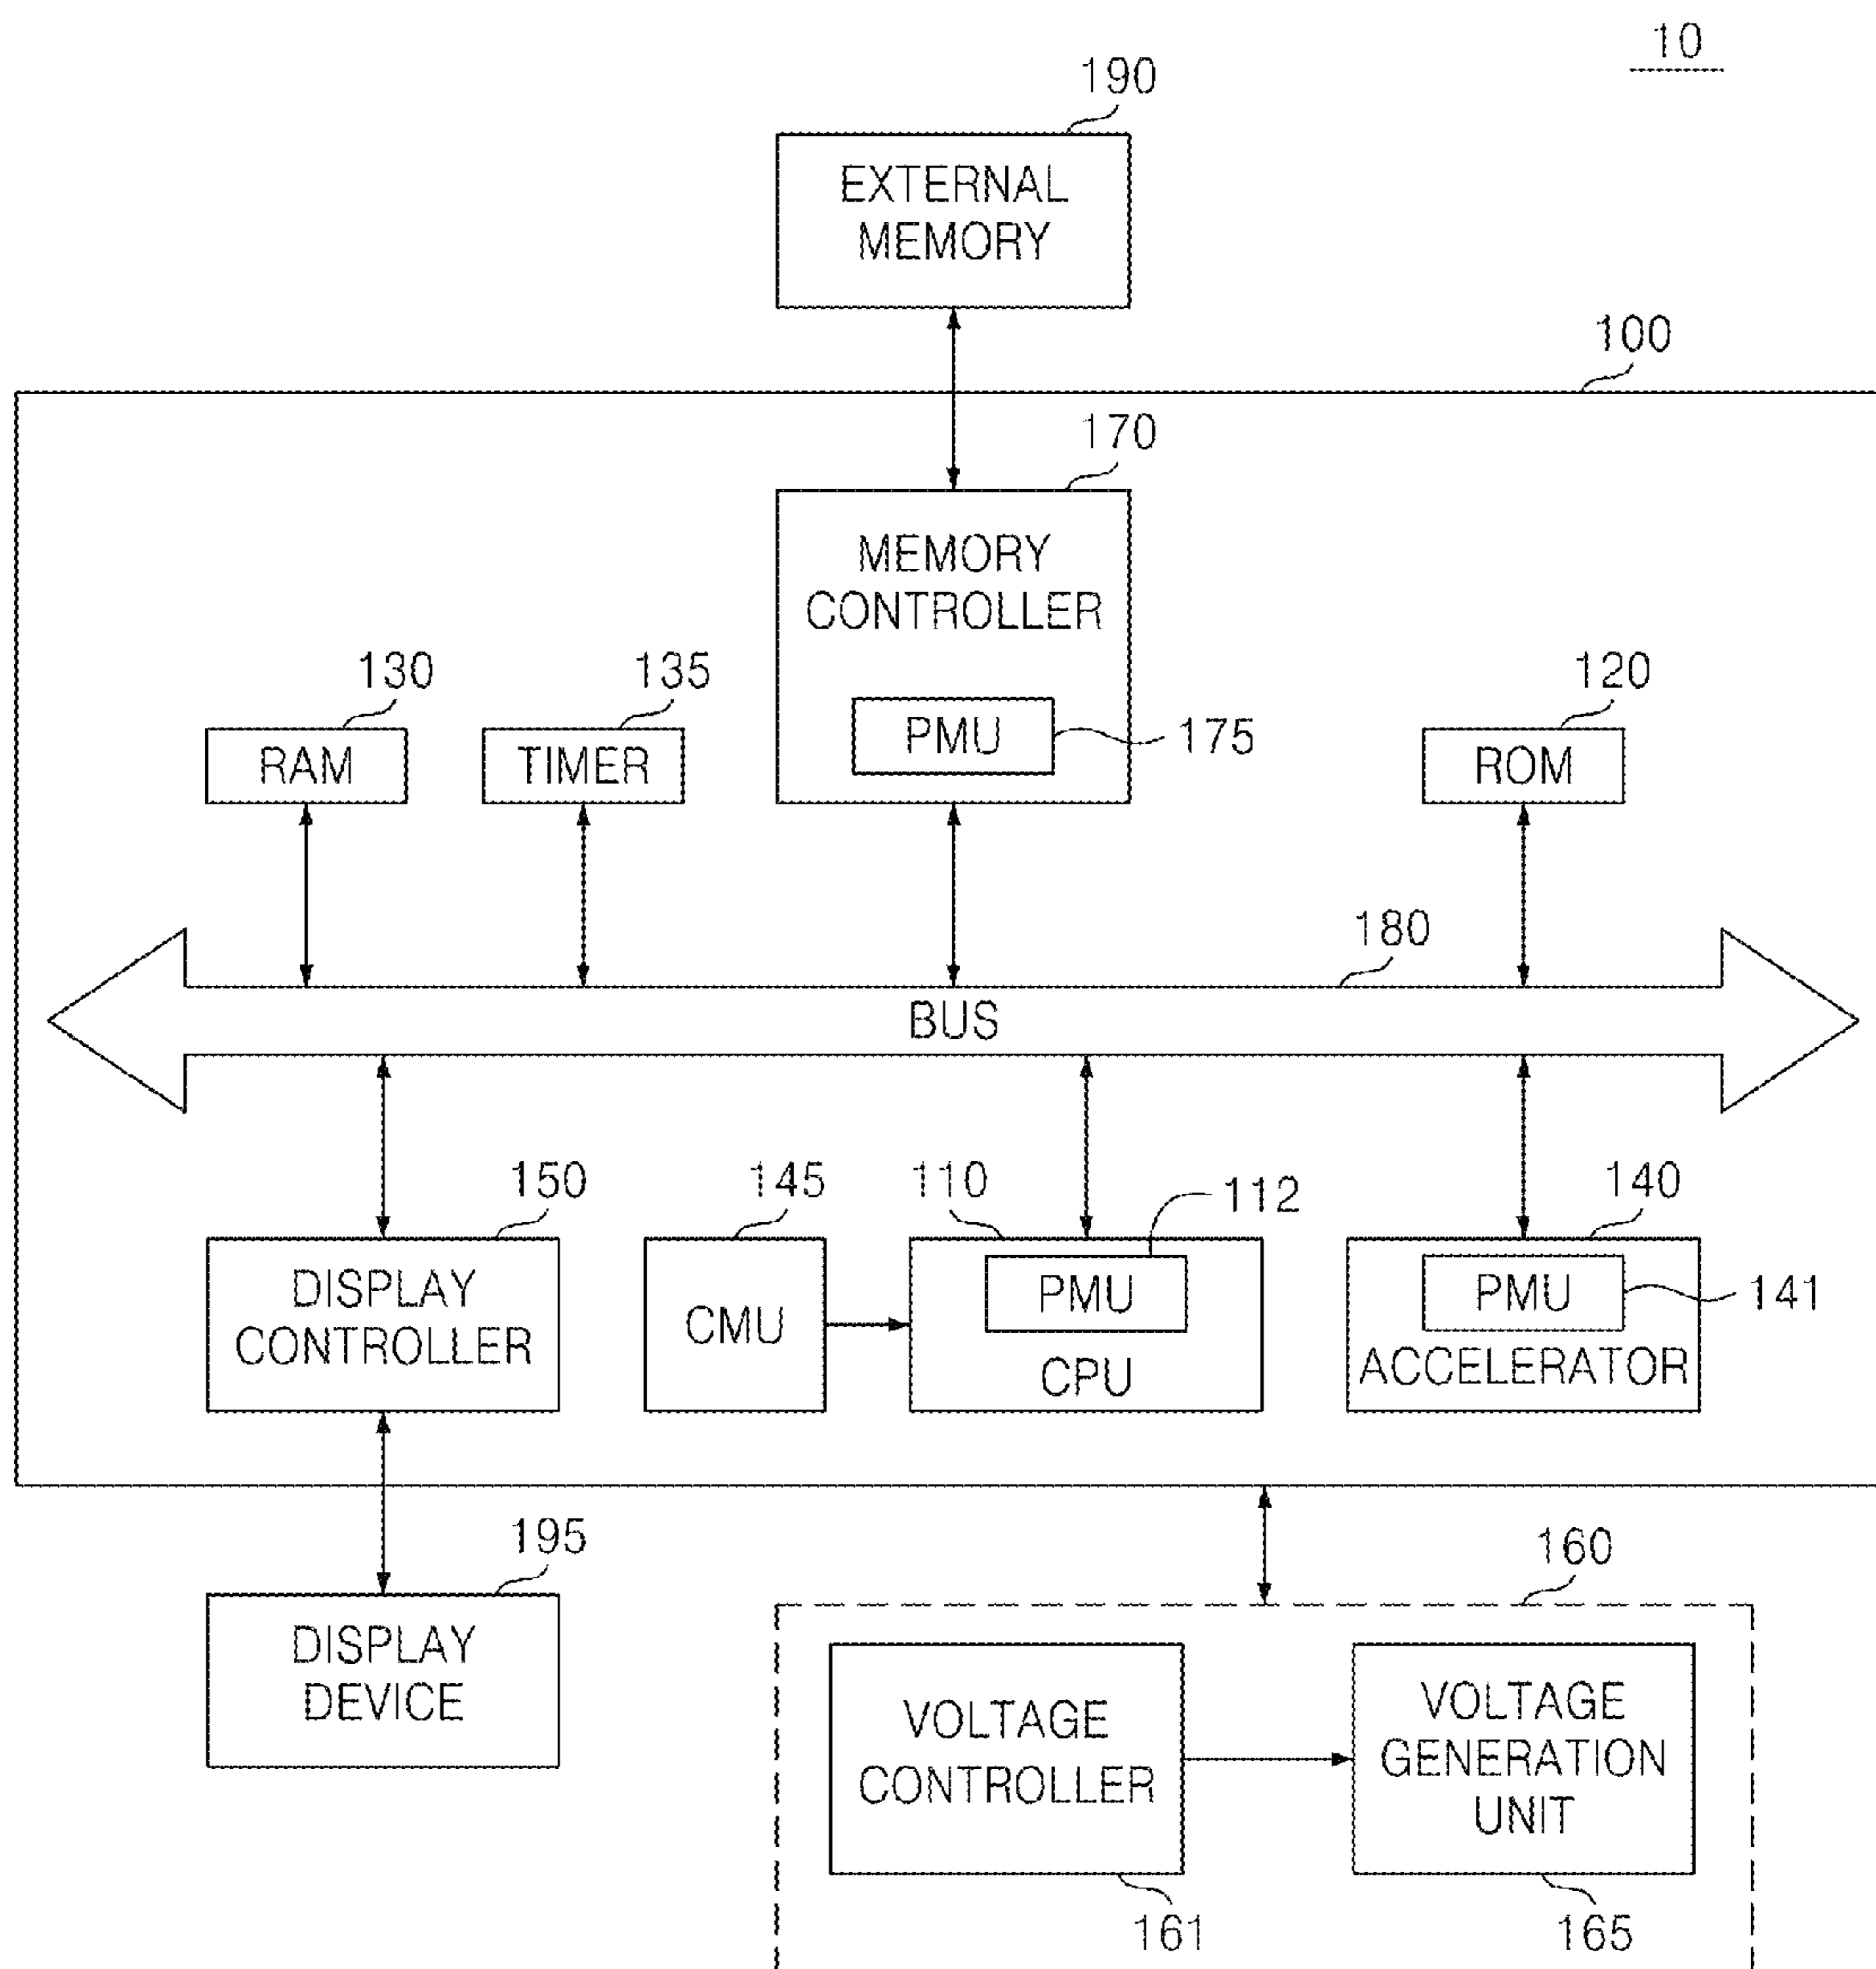 10
190
EXTERNAL
MEMORY
100
170
MEMORY
CONTROLLER
PMU
175
130
RAM
135
TIMER
120
ROM
180
BUS
150
DISPLAY
CONTROLLER
145
CMU
110
112
PMU
CPU
140
PMU
141
ACCELERATOR
195
DISPLAY
DEVICE
160
VOLTAGE
CONTROLLER
161
VOLTAGE
GENERATION
UNIT
165